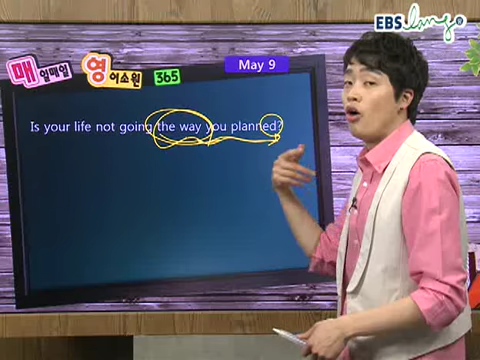 EBSlang
매일매일
영어소원 365
May 9
Is your life not going the way you planned?